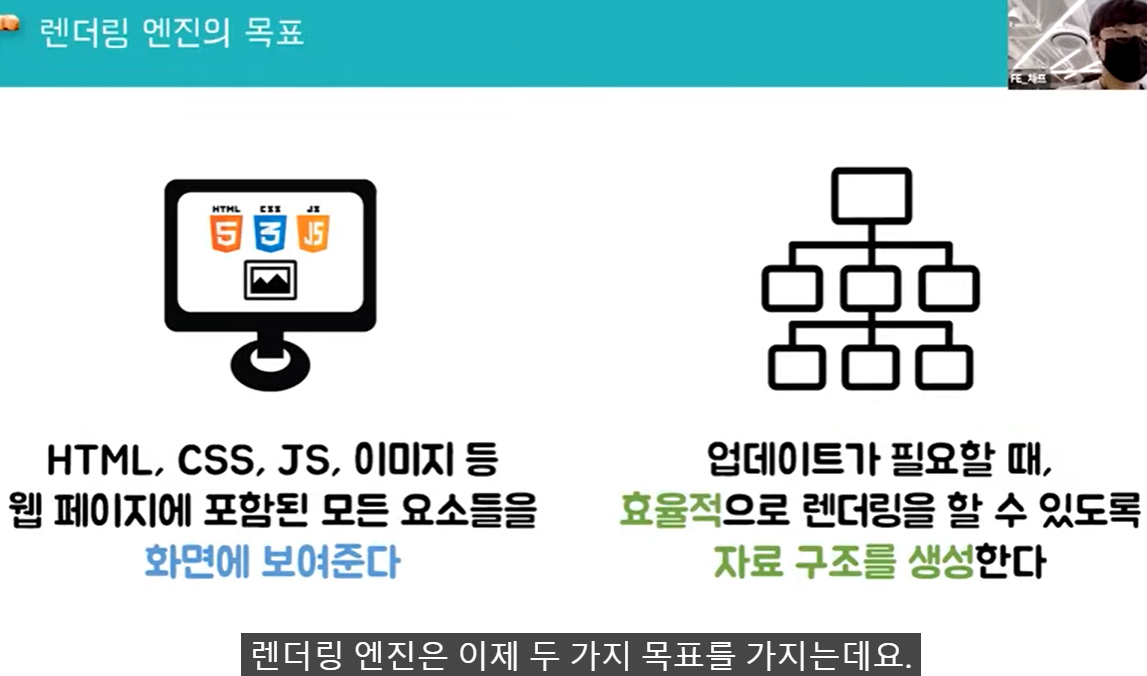 렌더링 엔진의 목표
FE_체프
HTML CSS JS
5 3 JS
HTML, CSS, JS, 이미지 등
웹 페이지에 포함된 모든 요소들을
화면에 보여준다
업데이트가 필요할 때,
효율적으로 렌더링을 할 수 있도록
자료 구조를 생성한다
렌더링 엔진은 이제 두 가지 목표를 가지는데요.